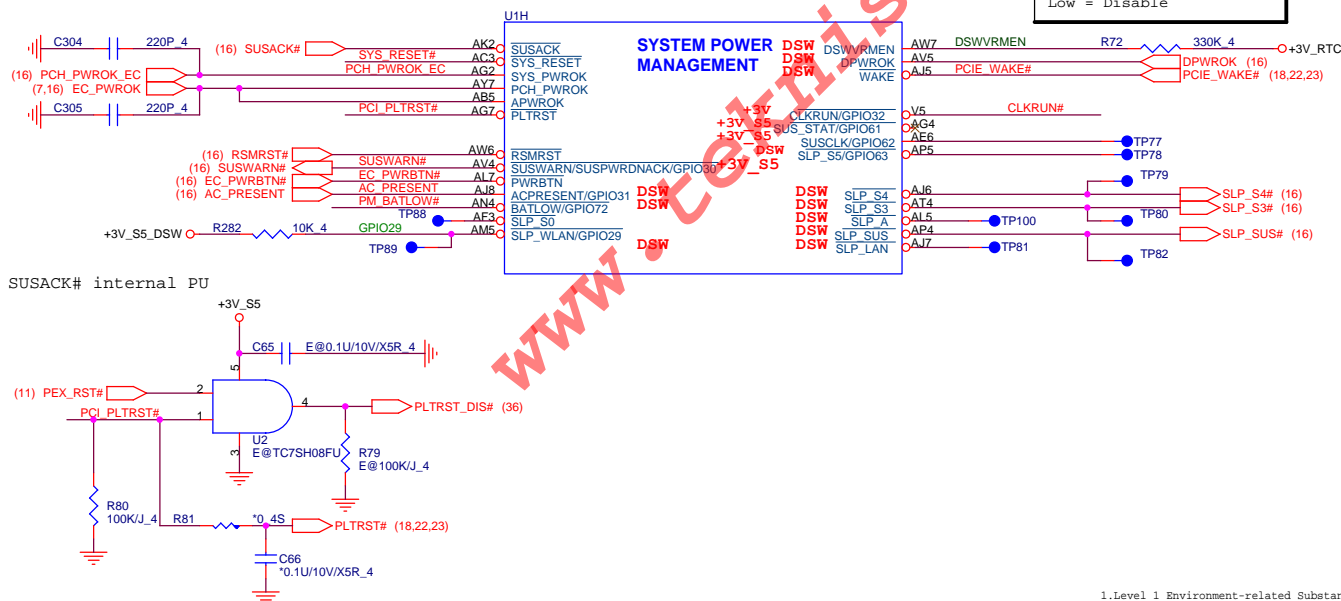 Low = Disable
U1H
C304 220P_4
(16) SUSACK#
SYS_RESET#
(16) PCH_PWROK_EC
PCH_PWROK_EC
(7,16) EC_PWROK
C305 220P_4
PCI_PLTRST#
AK2 SUSACK
AC3 SYS_RESET
AG2 SYS_PWROK
AY7 PCH_PWROK
AB5 APWROK
AG7 PLTRST
SYSTEM POWER
MANAGEMENT
DSW DSWVRMEN AW7 DSWVRMEN R72 330K_4 +3V_RTC
DSW DPWROK AV5 DPWROK (16)
DSW WAKE AJ5 PCIE_WAKE# PCIE_WAKE# (18,22,23)
+3V CLKRUN/GPIO32 V5 CLKRUN#
+3V_S5 SUS_STAT/GPIO61 AG4
+3V_S5 SUSCLK/GPIO62 AE6 TP77
DSW SLP_S5/GPIO63 AP5 TP78
(16) RSMRST# AW6 RSMRST
(16) SUSWARN# SUSWARN# AV4 SUSWARN/SUSPWRDNACK/GPIO30 +3V_S5
(16) EC_PWRBTN# EC_PWRBTN# AL7 PWRBTN
(16) AC_PRESENT AC_PRESENT AJ8 ACPRESENT/GPIO31 DSW
PM_BATLOW# AN4 BATLOW/GPIO72 DSW
TP88 AF3 SLP_S0
+3V_S5_DSW R282 10K_4 GPIO29 AM5 SLP_WLAN/GPIO29 DSW
TP89
TP79
DSW SLP_S4 AJ6 SLP_S4# (16)
DSW SLP_S3 AT4 SLP_S3# (16)
TP80
DSW SLP_A AL5 TP100
DSW SLP_SUS AP4 SLP_SUS# (16)
DSW SLP_LAN AJ7 TP81
TP82
SUSACK# internal PU
+3V_S5
C65 E@0.1U/10V/X5R_4
5
(11) PEX_RST# 2
PCI_PLTRST# 1
4 PLTRST_DIS# (36)
3
U2
E@TC7SH08FU
R79
E@100K/J_4
R80
100K/J_4
R81 *0_4S PLTRST# (18,22,23)
C66
*0.1U/10V/X5R_4
1.Level 1 Environment-related Substan